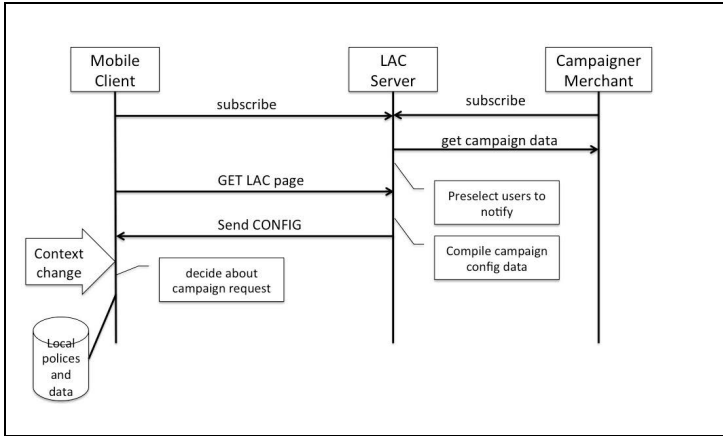 Mobile
Client
LAC
Server
Campaigner
Merchant
subscribe
subscribe
get campaign data
GET LAC page
Preselect users to
notify
Send CONFIG
Compile campaign
config data
Context
change
decide about
campaign request
Local
polices
and
data